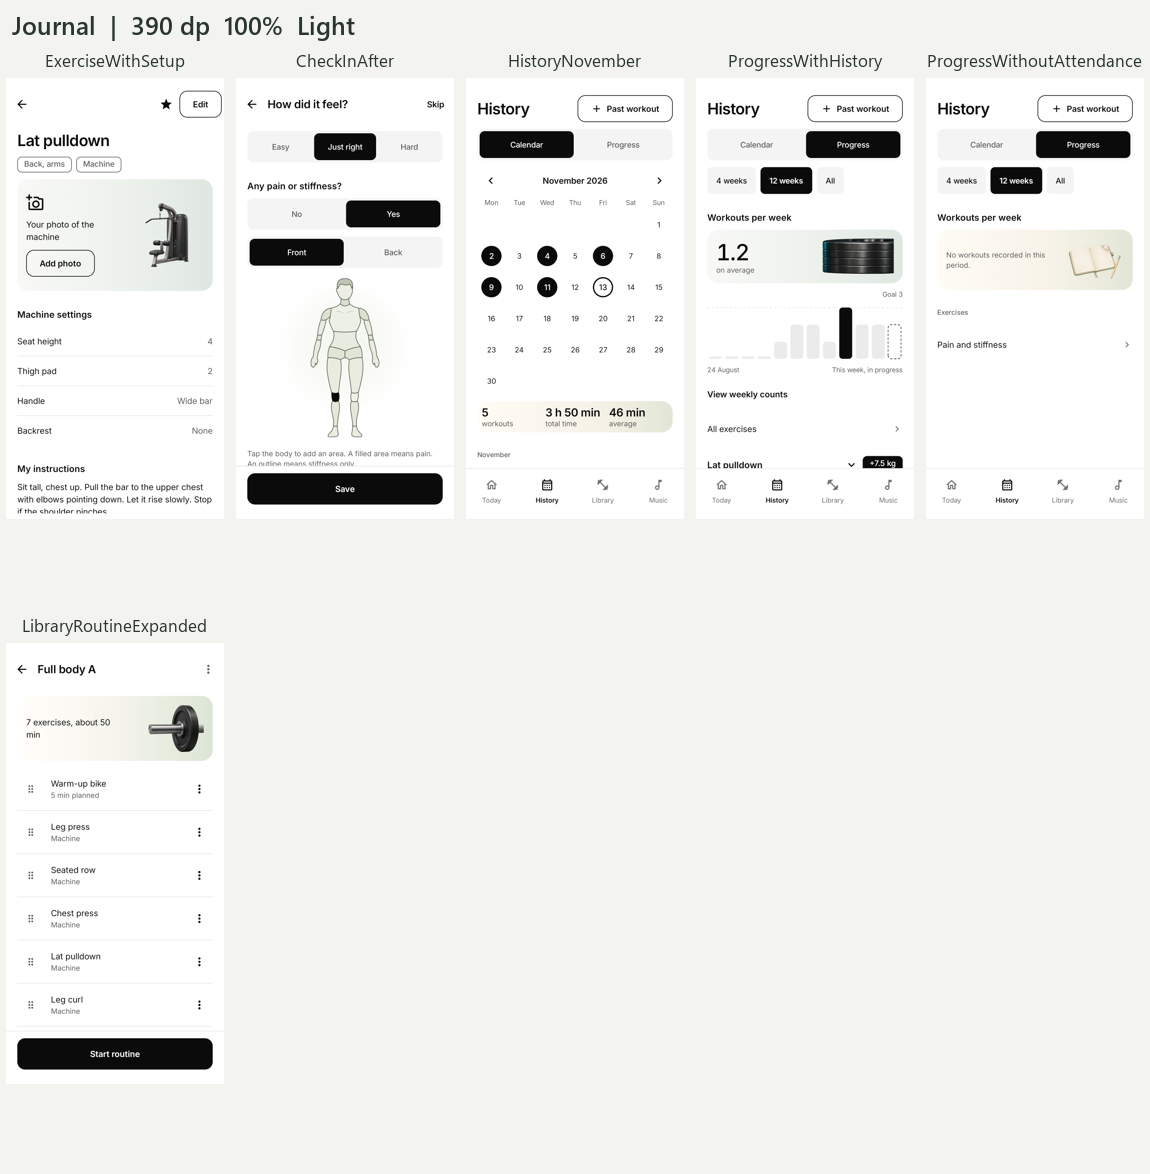 Journal | 390 dp 100% Light
ExerciseWithSetup
CheckInAfter
HistoryNovember
ProgressWithHistory
ProgressWithoutAttendance
Edit
Lat pulldown
Back, arms
Machine
Your photo of the
machine
Add photo
Machine settings
Seat height 4
Thigh pad 2
Handle Wide bar
Backrest None
My instructions
Sit tall, chest up. Pull the bar to the upper chest
with elbows pointing down. Let it rise slowly. Stop
if the shoulder pinches.
How did it feel? Skip
Easy Just right Hard
Any pain or stiffness?
No Yes
Front Back
Tap the body to add an area. A filled area means pain.
An outline means stiffness only.
Save
History + Past workout
Calendar Progress
November 2026
Mon Tue Wed Thu Fri Sat Sun
1
2 3 4 5 6 7 8
9 10 11 12 13 14 15
16 17 18 19 20 21 22
23 24 25 26 27 28 29
30
5 3 h 50 min 46 min
workouts total time average
November
Today History Library Music
History + Past workout
Calendar Progress
4 weeks 12 weeks All
Workouts per week
1.2
on average
Goal 3
24 August This week, in progress
View weekly counts
All exercises
Lat pulldown +7.5 kg
Today History Library Music
History + Past workout
Calendar Progress
4 weeks 12 weeks All
Workouts per week
No workouts recorded in this
period.
Exercises
Pain and stiffness
Today History Library Music
LibraryRoutineExpanded
Full body A
7 exercises, about 50
min
Warm-up bike
5 min planned
Leg press
Machine
Seated row
Machine
Chest press
Machine
Lat pulldown
Machine
Leg curl
Machine
Start routine